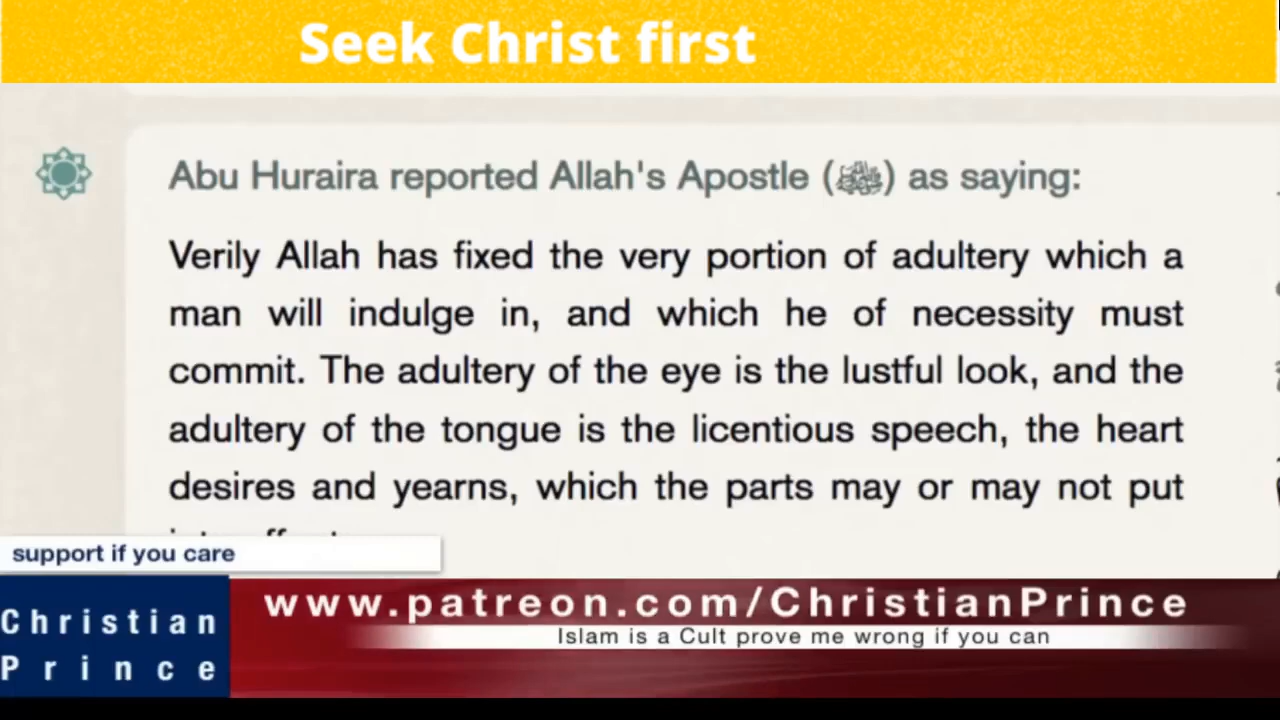 Seek Christ first
Abu Huraira reported Allah's Apostle (ﷺ) as saying:
Verily Allah has fixed the very portion of adultery which a
man will indulge in, and which he of necessity must
commit. The adultery of the eye is the lustful look, and the
adultery of the tongue is the licentious speech, the heart
desires and yearns, which the parts may or may not put
support if you care
Christian
Prince
www.patreon.com/ChristianPrince
Islam is a Cult prove me wrong if you can